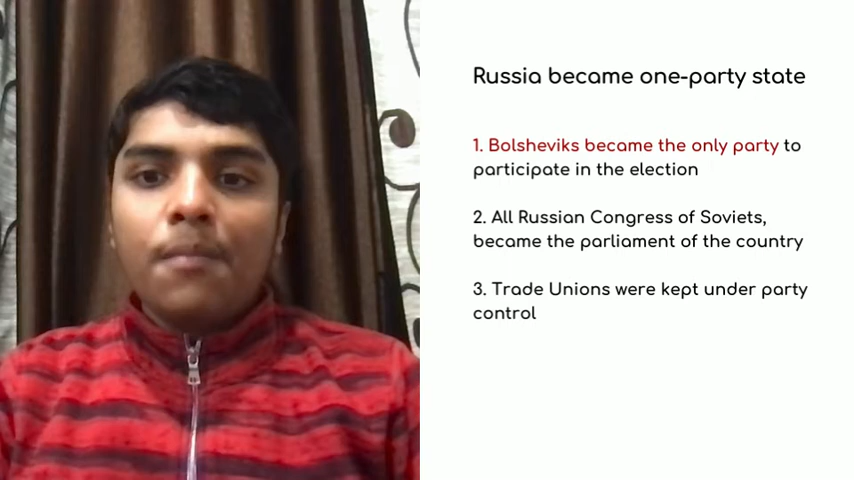 Russia became one-party state
1. Bolsheviks became the only party to
participate in the election
2. All Russian Congress of Soviets,
became the parliament of the country
3. Trade Unions were kept under party
control